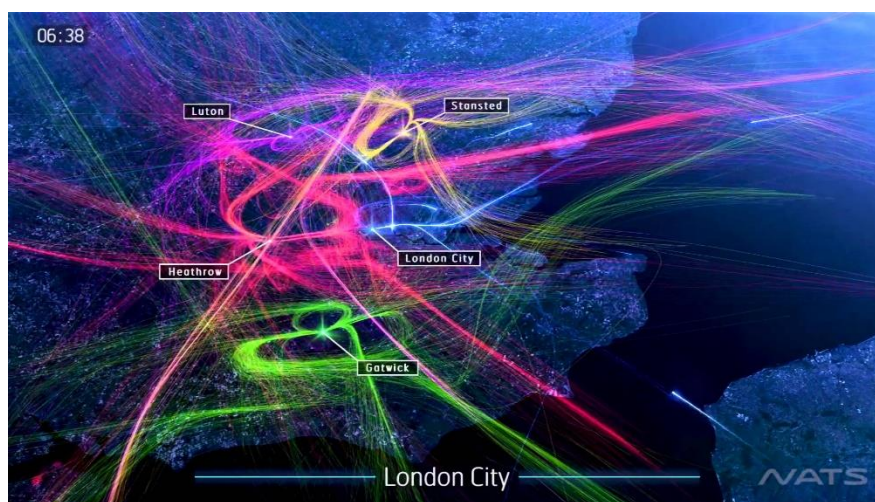 06:38
Luton
Stansted
London City
Heathrow
Gatwick
London City
NATS